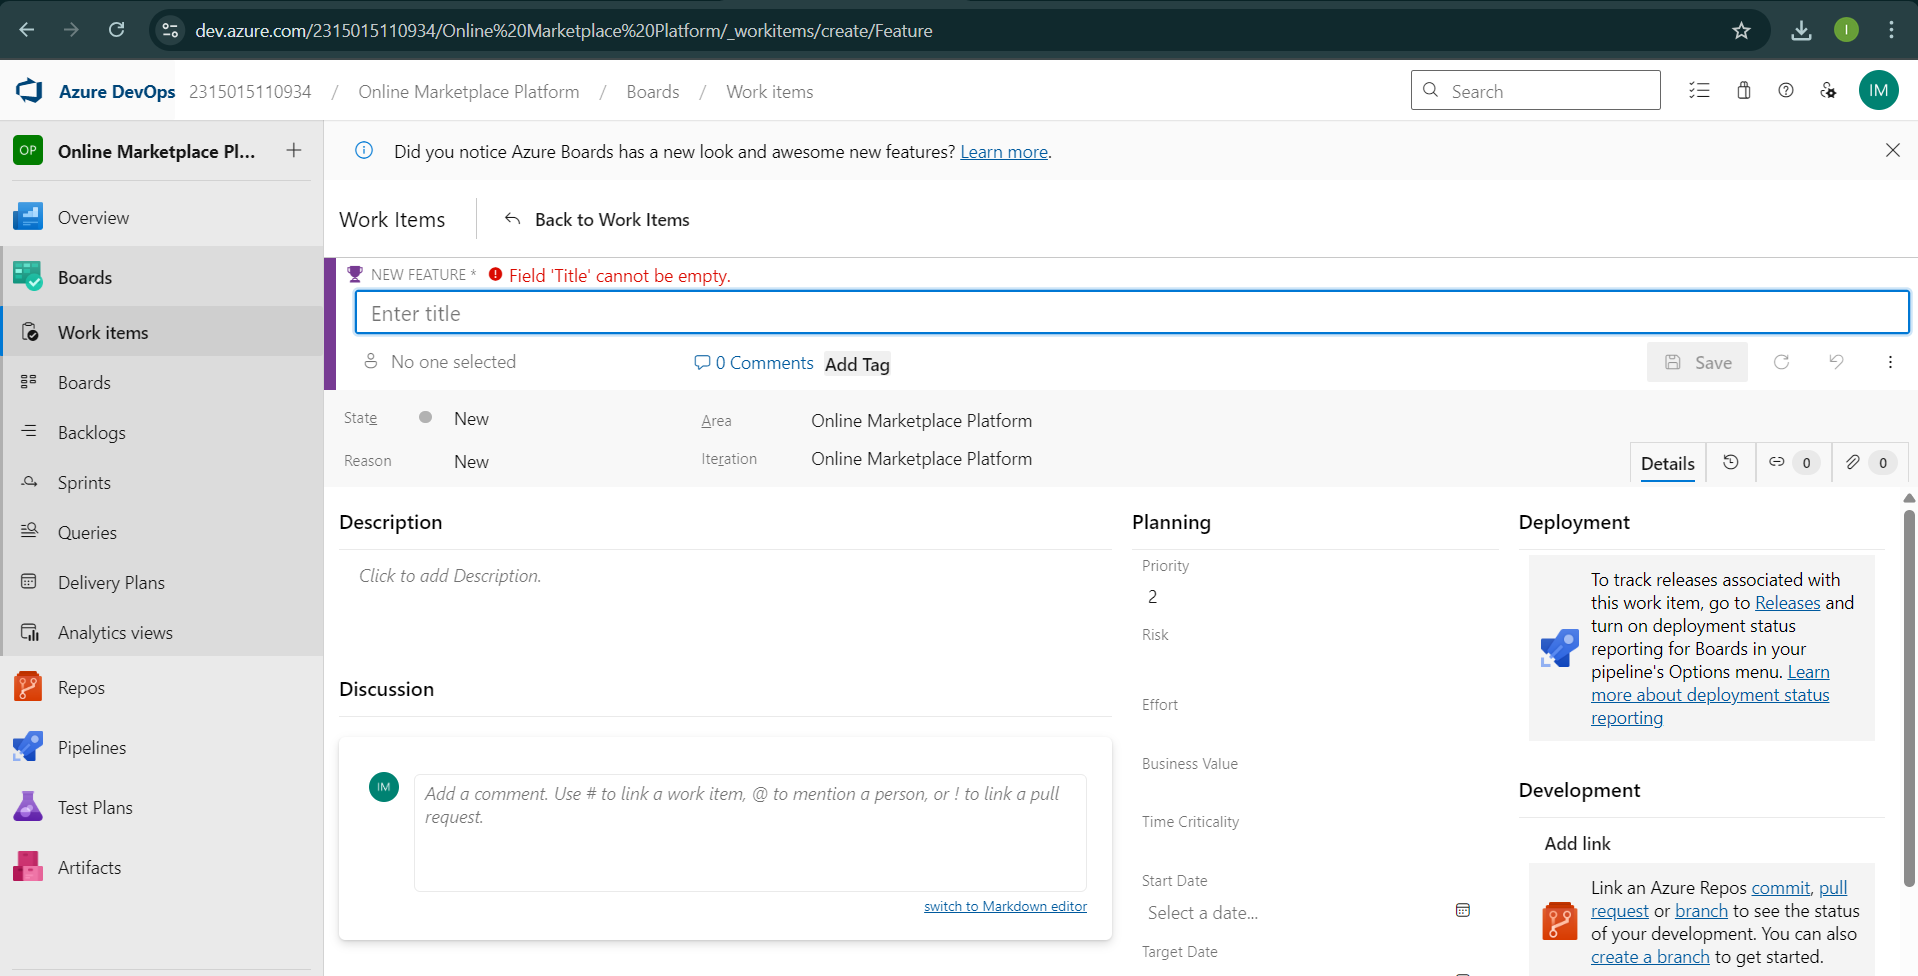 dev.azure.com/2315015110934/Online%20Marketplace%20Platform/_workitems/create/Feature
I
Azure DevOps 2315015110934 / Online Marketplace Platform / Boards / Work items
Search
IM
OP Online Marketplace Pl... +
Did you notice Azure Boards has a new look and awesome new features? Learn more.
Overview
Boards
Work items
Boards
Backlogs
Sprints
Queries
Delivery Plans
Analytics views
Repos
Pipelines
Test Plans
Artifacts
Work Items
Back to Work Items
NEW FEATURE * Field 'Title' cannot be empty.
Enter title
No one selected
0 Comments
Add Tag
Save
State New
Area Online Marketplace Platform
Reason New
Iteration Online Marketplace Platform
Details
0
0
Description
Click to add Description.
Discussion
IM
Add a comment. Use # to link a work item, @ to mention a person, or ! to link a pull
request.
switch to Markdown editor
Planning
Priority
2
Risk
Effort
Business Value
Time Criticality
Start Date
Select a date...
Target Date
Deployment
To track releases associated with
this work item, go to Releases and
turn on deployment status
reporting for Boards in your
pipeline's Options menu. Learn
more about deployment status
reporting
Development
Add link
Link an Azure Repos commit, pull
request or branch to see the status
of your development. You can also
create a branch to get started.